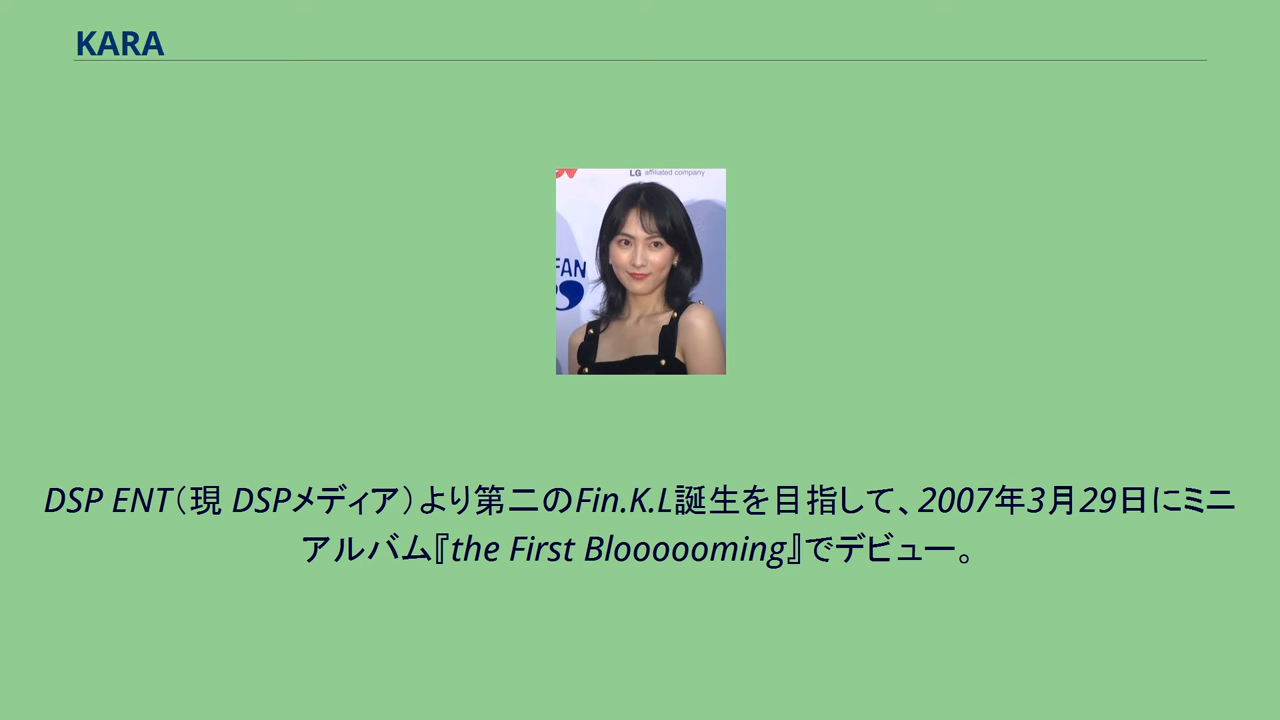 KARA
LG affiliated company
FAN
DSP ENT（現 DSPメディア）より第二のFin.K.L誕生を目指して、2007年3月29日にミニ
アルバム『the First Blooooooming』でデビュー。